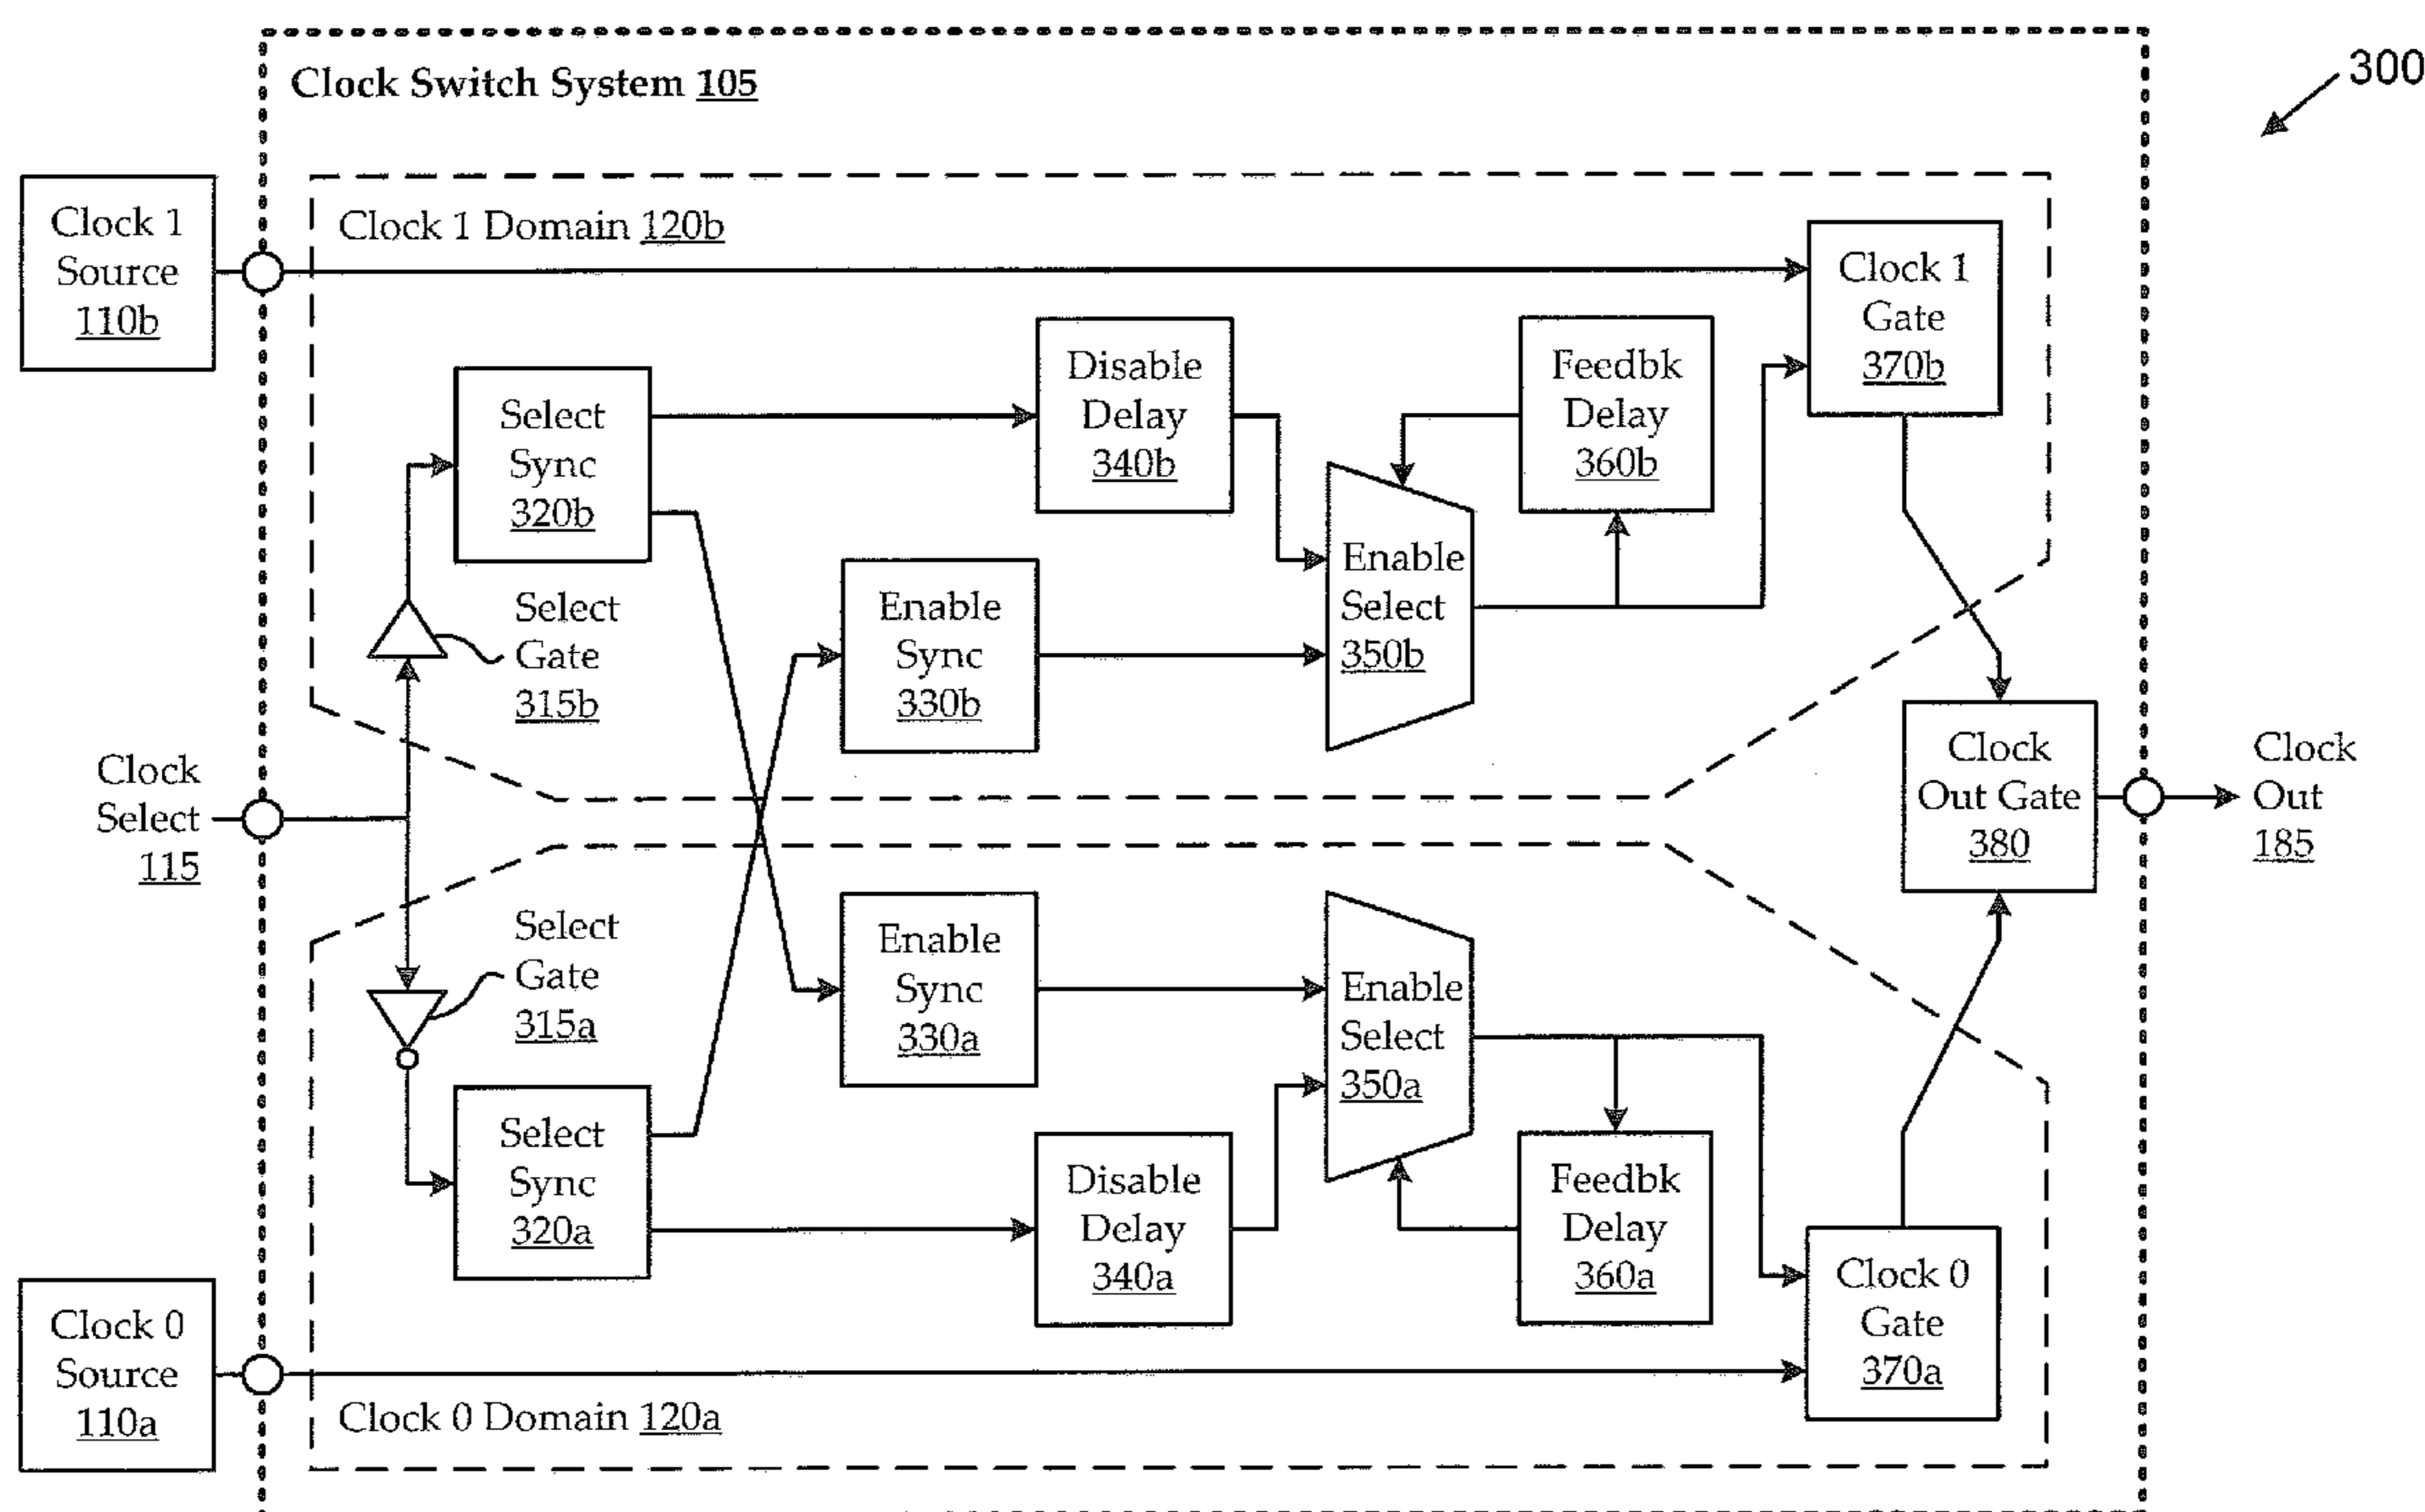 300
Clock Switch System 105
Clock 1
Source
110b
Clock 1 Domain 120b
Clock 1
Gate
370b
Select
Sync
320b
Disable
Delay
340b
Feedbk
Delay
360b
Select
Gate
315b
Enable
Sync
330b
Enable
Select
350b
Clock
Select
115
Clock
Out Gate
380
Clock
Out
185
Select
Gate
315a
Enable
Sync
330a
Enable
Select
350a
Select
Sync
320a
Disable
Delay
340a
Feedbk
Delay
360a
Clock 0
Gate
370a
Clock 0
Source
110a
Clock 0 Domain 120a